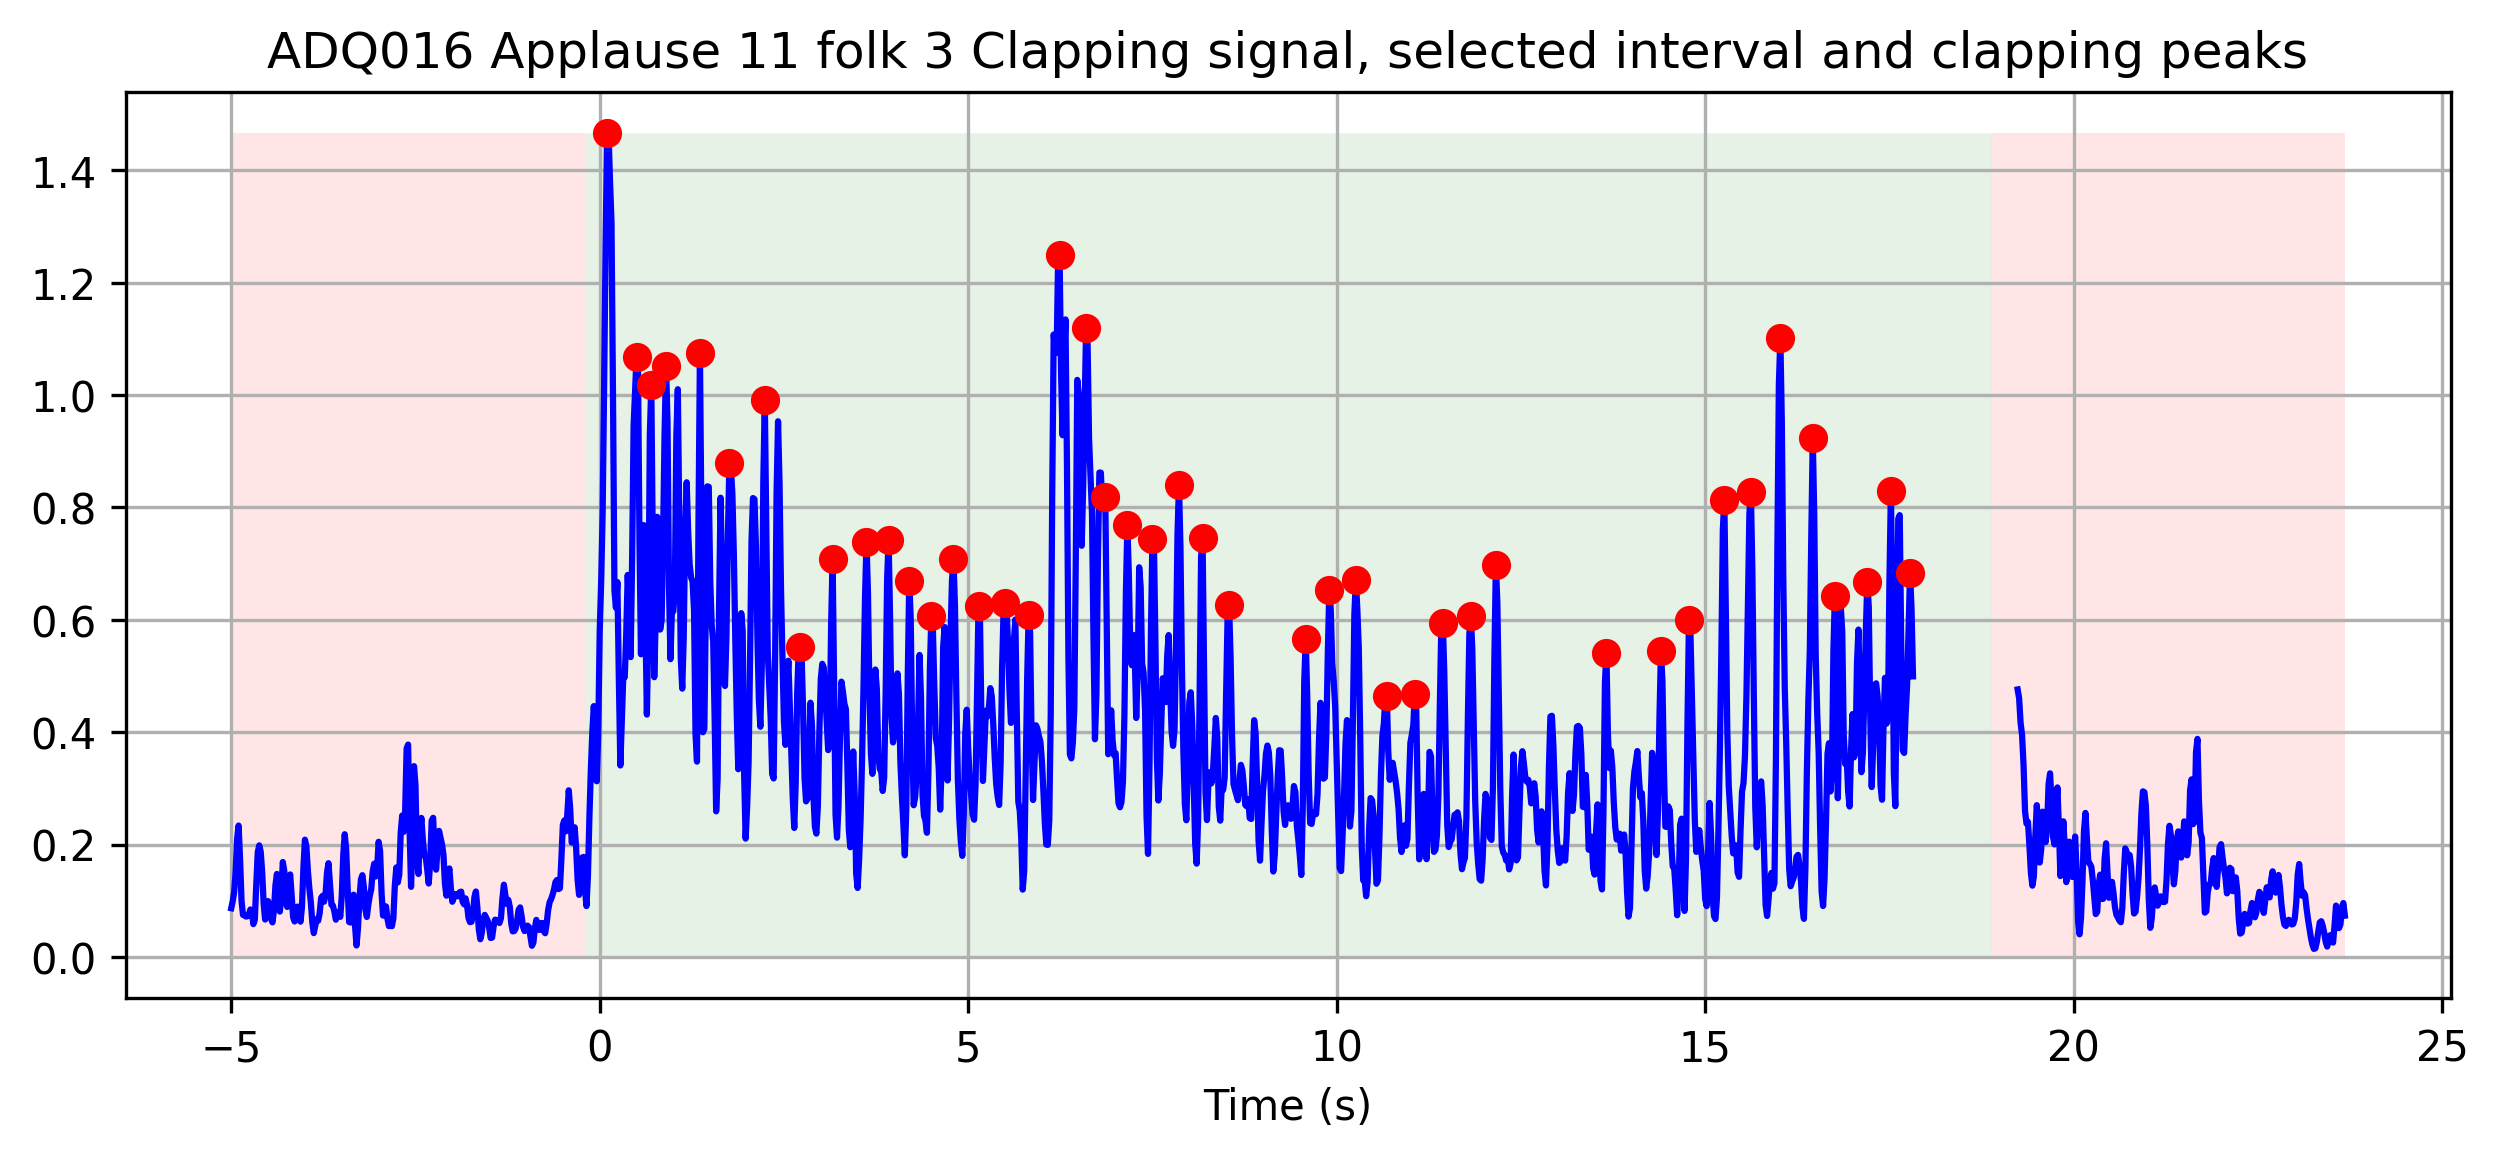 ADQ016 Applause 11 folk 3 Clapping signal, selected interval and clapping peaks
1.4
1.2
1.0
0.8
0.6
0.4
0.2
0.0
−5 0 5 10 15 20 25
Time (s)